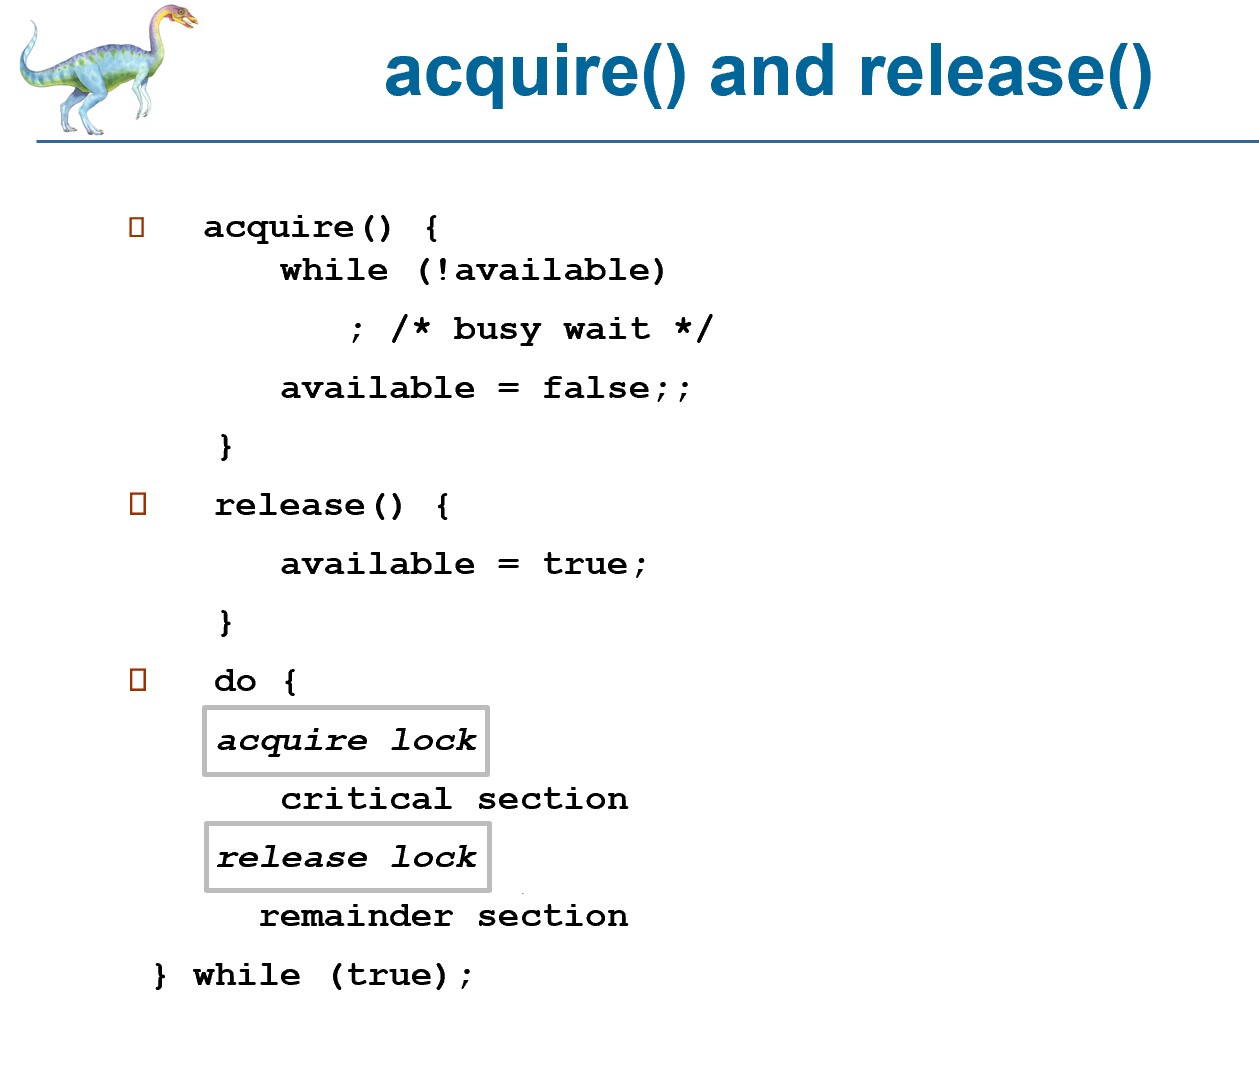 acquire() and release()
acquire() {
while (!available)
; /* busy wait */
available = false;;
}
release() {
available = true;
}
do {
acquire lock
critical section
release lock
remainder section
} while (true);